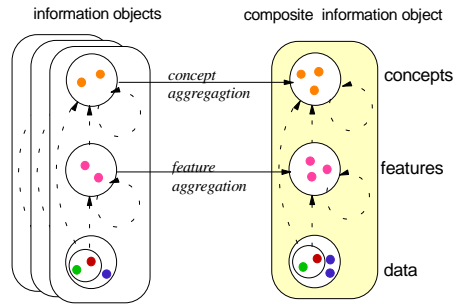 information objects
composite information object
concept
aggregagtion
concepts
feature
aggregation
features
data